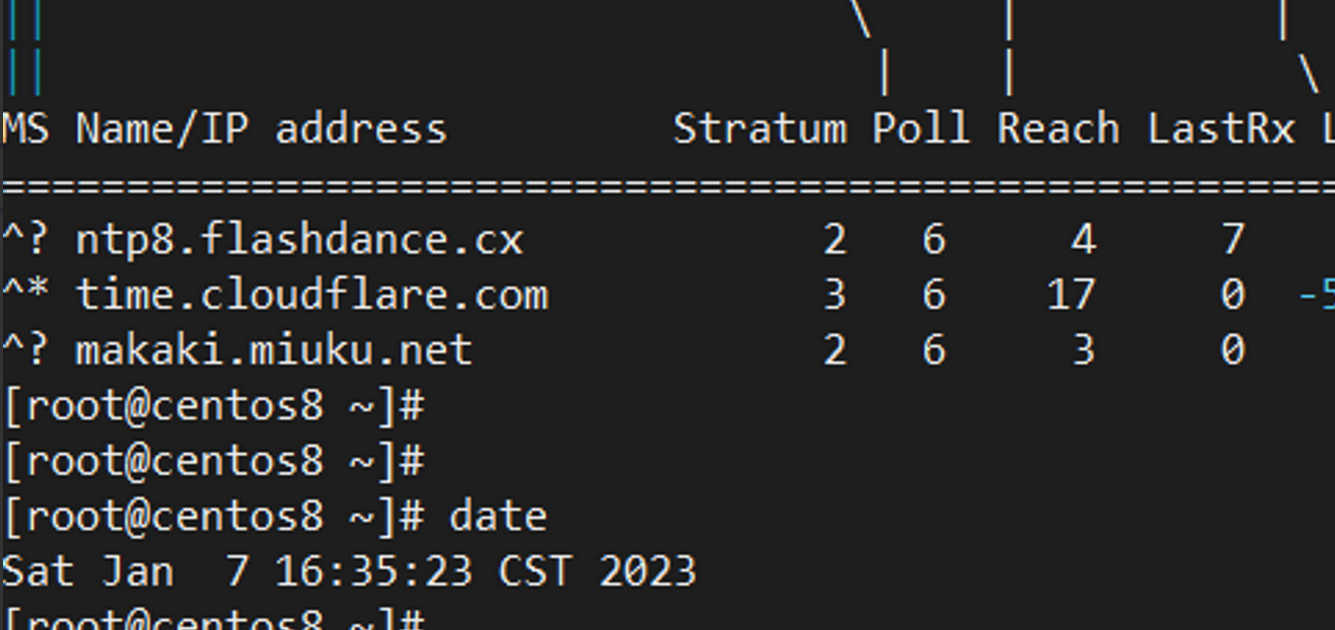 ||                                 \     |          |
||                                  |    |           \
MS Name/IP address         Stratum Poll Reach LastRx L
======================================================
^? ntp8.flashdance.cx            2   6     4     7
^* time.cloudflare.com           3   6    17     0  -5
^? makaki.miuku.net              2   6     3     0
[root@centos8 ~]#
[root@centos8 ~]#
[root@centos8 ~]# date
Sat Jan  7 16:35:23 CST 2023
[root@centos8 ~]#